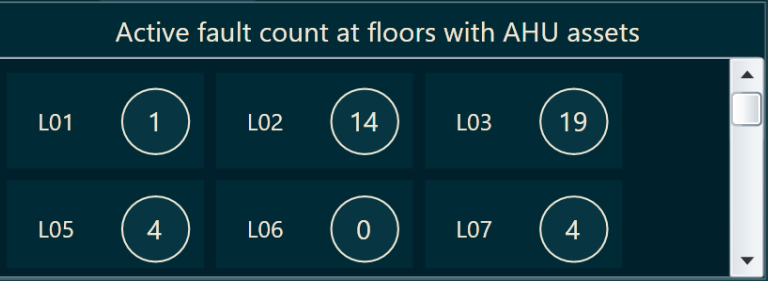 Active fault count at floors with AHU assets
L01 1 L02 14 L03 19
L05 4 L06 0 L07 4